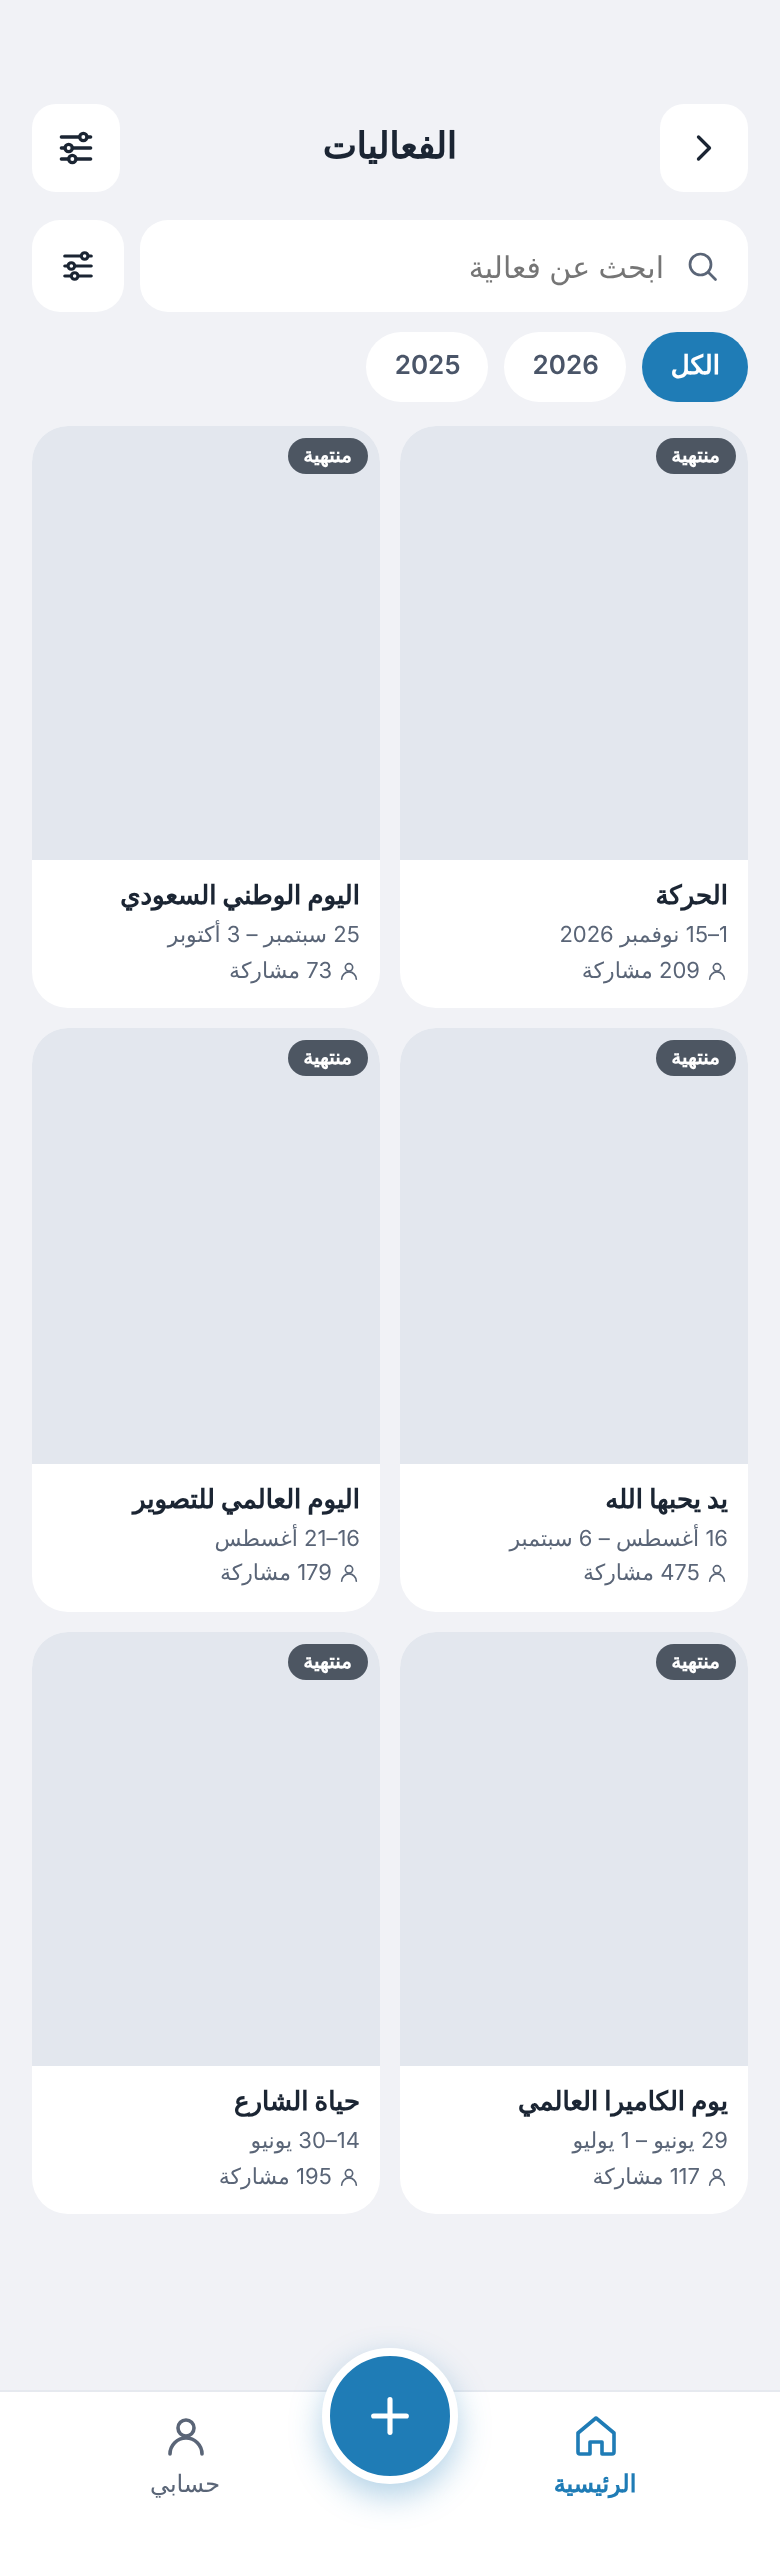 الفعاليات
ابحث عن فعالية
الكل
2026
2025
منتهية
الحركة
1–15 نوفمبر 2026
209 مشاركة
منتهية
اليوم الوطني السعودي
25 سبتمبر – 3 أكتوبر
73 مشاركة
منتهية
يد يحبها الله
16 أغسطس – 6 سبتمبر
475 مشاركة
منتهية
اليوم العالمي للتصوير
16–21 أغسطس
179 مشاركة
منتهية
يوم الكاميرا العالمي
29 يونيو – 1 يوليو
117 مشاركة
منتهية
حياة الشارع
14–30 يونيو
195 مشاركة
الرئيسية
حسابي